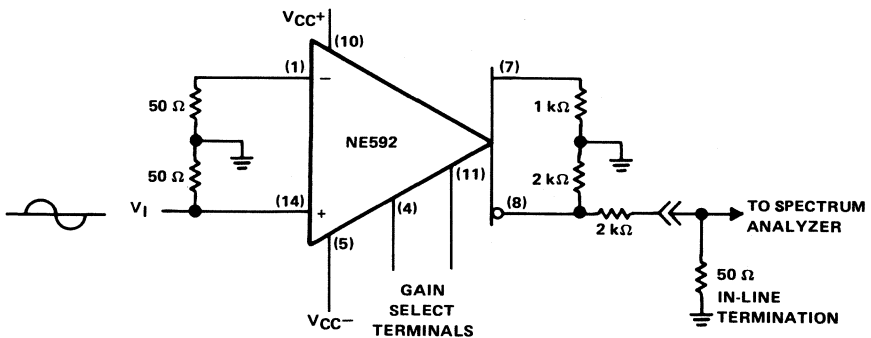 VCC+
(10)
(1)
−
50 Ω
50 Ω
NE592
VI
(14)
+
(5)
VCC−
(4)
(11)
GAIN
SELECT
TERMINALS
(7)
1 kΩ
2 kΩ
(8)
2 kΩ
TO SPECTRUM
ANALYZER
50 Ω
IN-LINE
TERMINATION